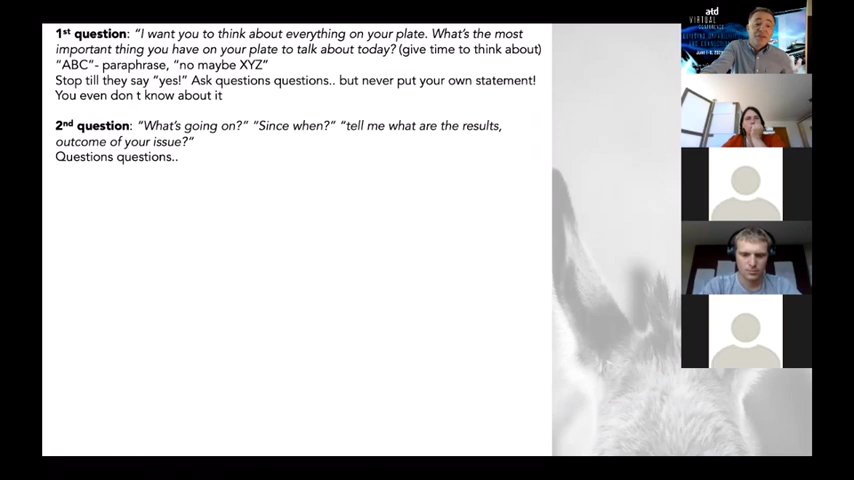 1st question: “I want you to think about everything on your plate. What’s the most
important thing you have on your plate to talk about today? (give time to think about)
“ABC”- paraphrase, “no maybe XYZ”
Stop till they say “yes!” Ask questions questions.. but never put your own statement!
You even don t know about it
2nd question: “What’s going on?” “Since when?” “tell me what are the results,
outcome of your issue?”
Questions questions..
atd
VIRTUAL
CONFERENCE